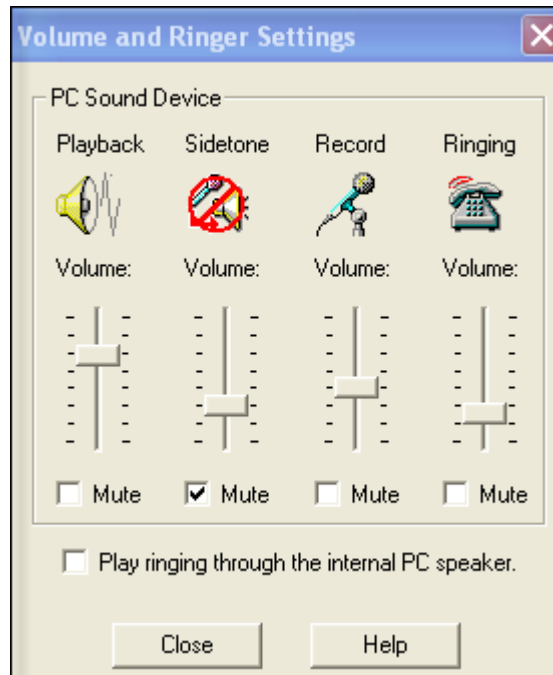 Volume and Ringer Settings
PC Sound Device
Playback Sidetone Record Ringing
Volume: Volume: Volume: Volume:
Mute Mute Mute Mute
Play ringing through the internal PC speaker.
Close Help